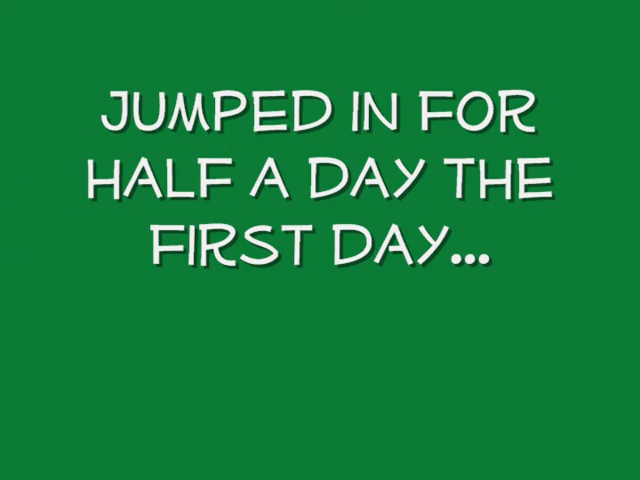 JUMPED IN FOR
HALF A DAY THE
FIRST DAY...